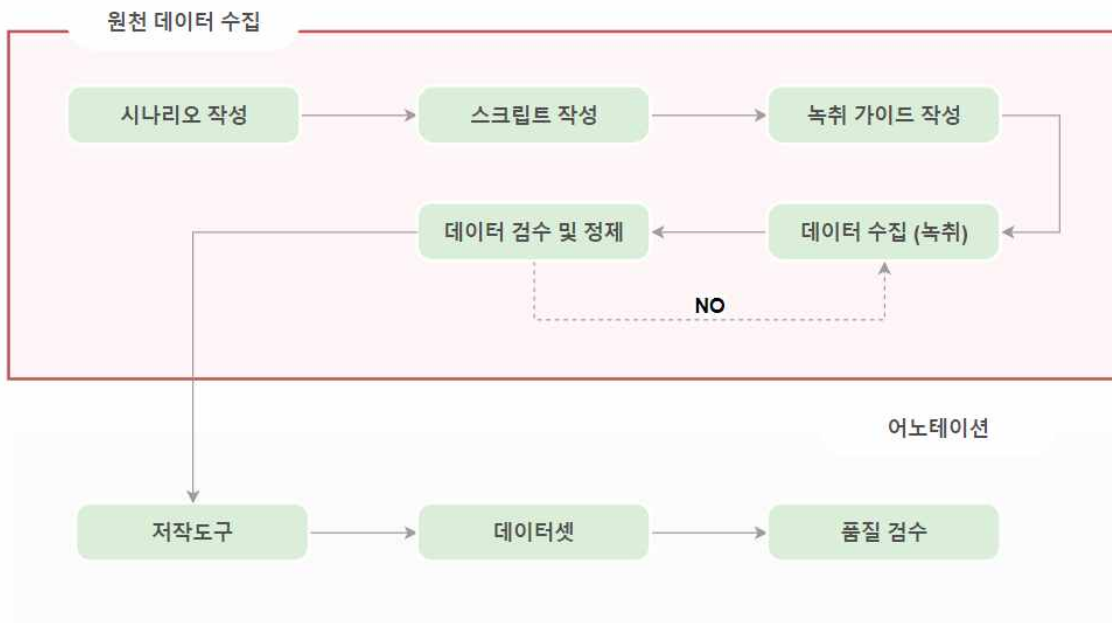 원천 데이터 수집
시나리오 작성
스크립트 작성
녹취 가이드 작성
데이터 검수 및 정제
데이터 수집 (녹취)
NO
어노테이션
저작도구
데이터셋
품질 검수